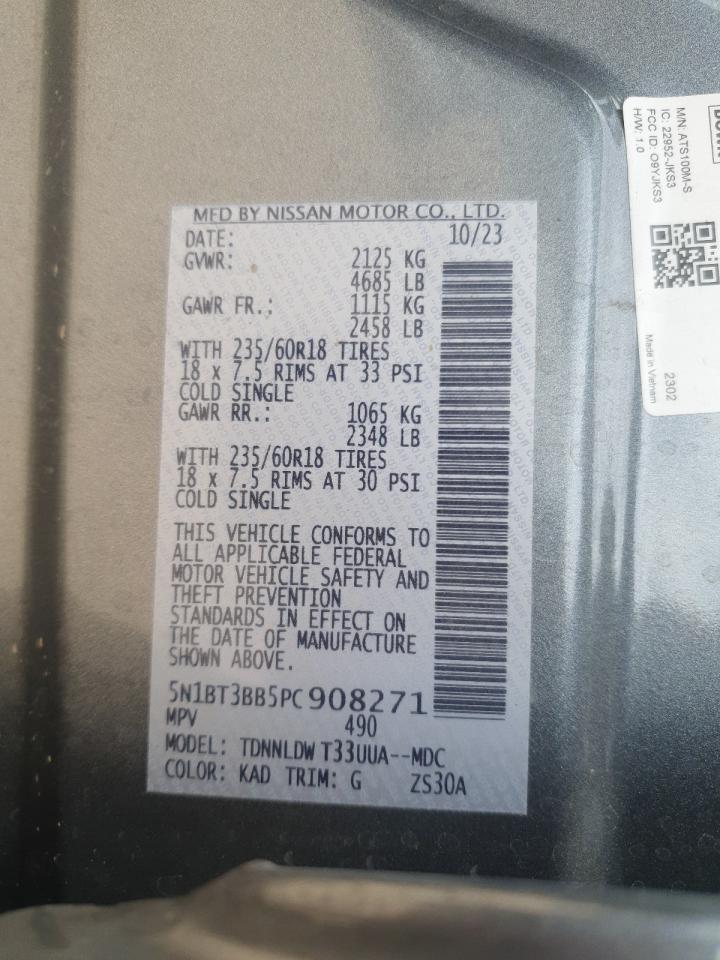 MFD BY NISSAN MOTOR CO., LTD.
DATE: 10/23
GVWR: 2125 KG
4685 LB
GAWR FR.: 1115 KG
2458 LB
WITH 235/60R18 TIRES
18 x 7.5 RIMS AT 33 PSI
COLD SINGLE
GAWR RR.: 1065 KG
2348 LB
WITH 235/60R18 TIRES
18 x 7.5 RIMS AT 30 PSI
COLD SINGLE
THIS VEHICLE CONFORMS TO
ALL APPLICABLE FEDERAL
MOTOR VEHICLE SAFETY AND
THEFT PREVENTION
STANDARDS IN EFFECT ON
THE DATE OF MANUFACTURE
SHOWN ABOVE.
5N1BT3BB5PC908271
MPV 490
MODEL: TDNNLDW T33UUA--MDC
COLOR: KAD TRIM: G ZS30A
M/N: ATS100M-S
IC: 22952-JKS3
FCC ID: O9YJKS3
H/W: 1.0
Made in Vietnam
2302